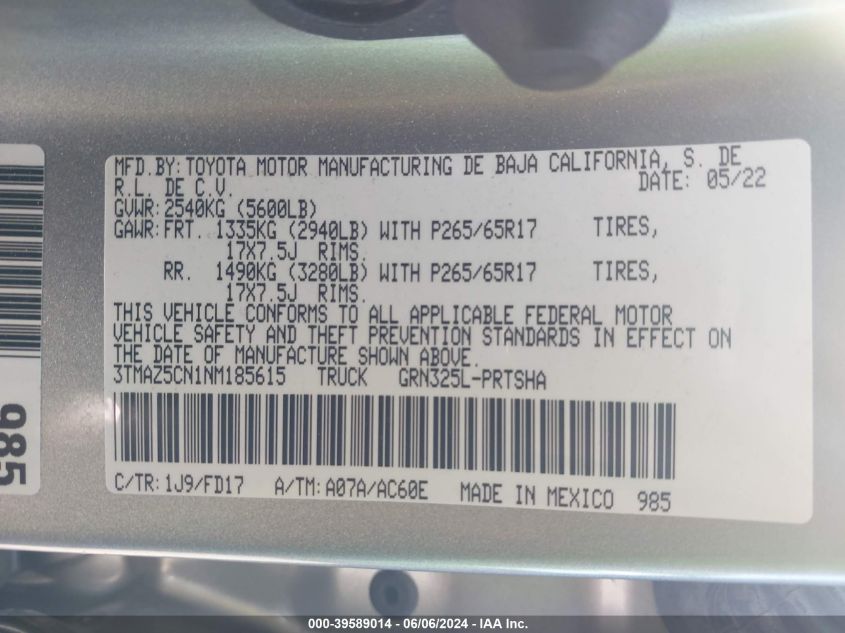 MFD.BY:TOYOTA MOTOR MANUFACTURING DE BAJA CALIFORNIA, S. DE
R.L. DE C.V. DATE: 05/22
GVWR:2540KG (5600LB)
GAWR:FRT. 1335KG (2940LB) WITH P265/65R17 TIRES,
17X7.5J RIMS.
RR. 1490KG (3280LB) WITH P265/65R17 TIRES,
17X7.5J RIMS.
THIS VEHICLE CONFORMS TO ALL APPLICABLE FEDERAL MOTOR
VEHICLE SAFETY AND THEFT PREVENTION STANDARDS IN EFFECT ON
THE DATE OF MANUFACTURE SHOWN ABOVE.
3TMAZ5CN1NM185615 TRUCK GRN325L-PRTSHA
C/TR:1J9/FD17 A/TM:A07A/AC60E MADE IN MEXICO 985
985
000-39589014 - 06/06/2024 - IAA Inc.